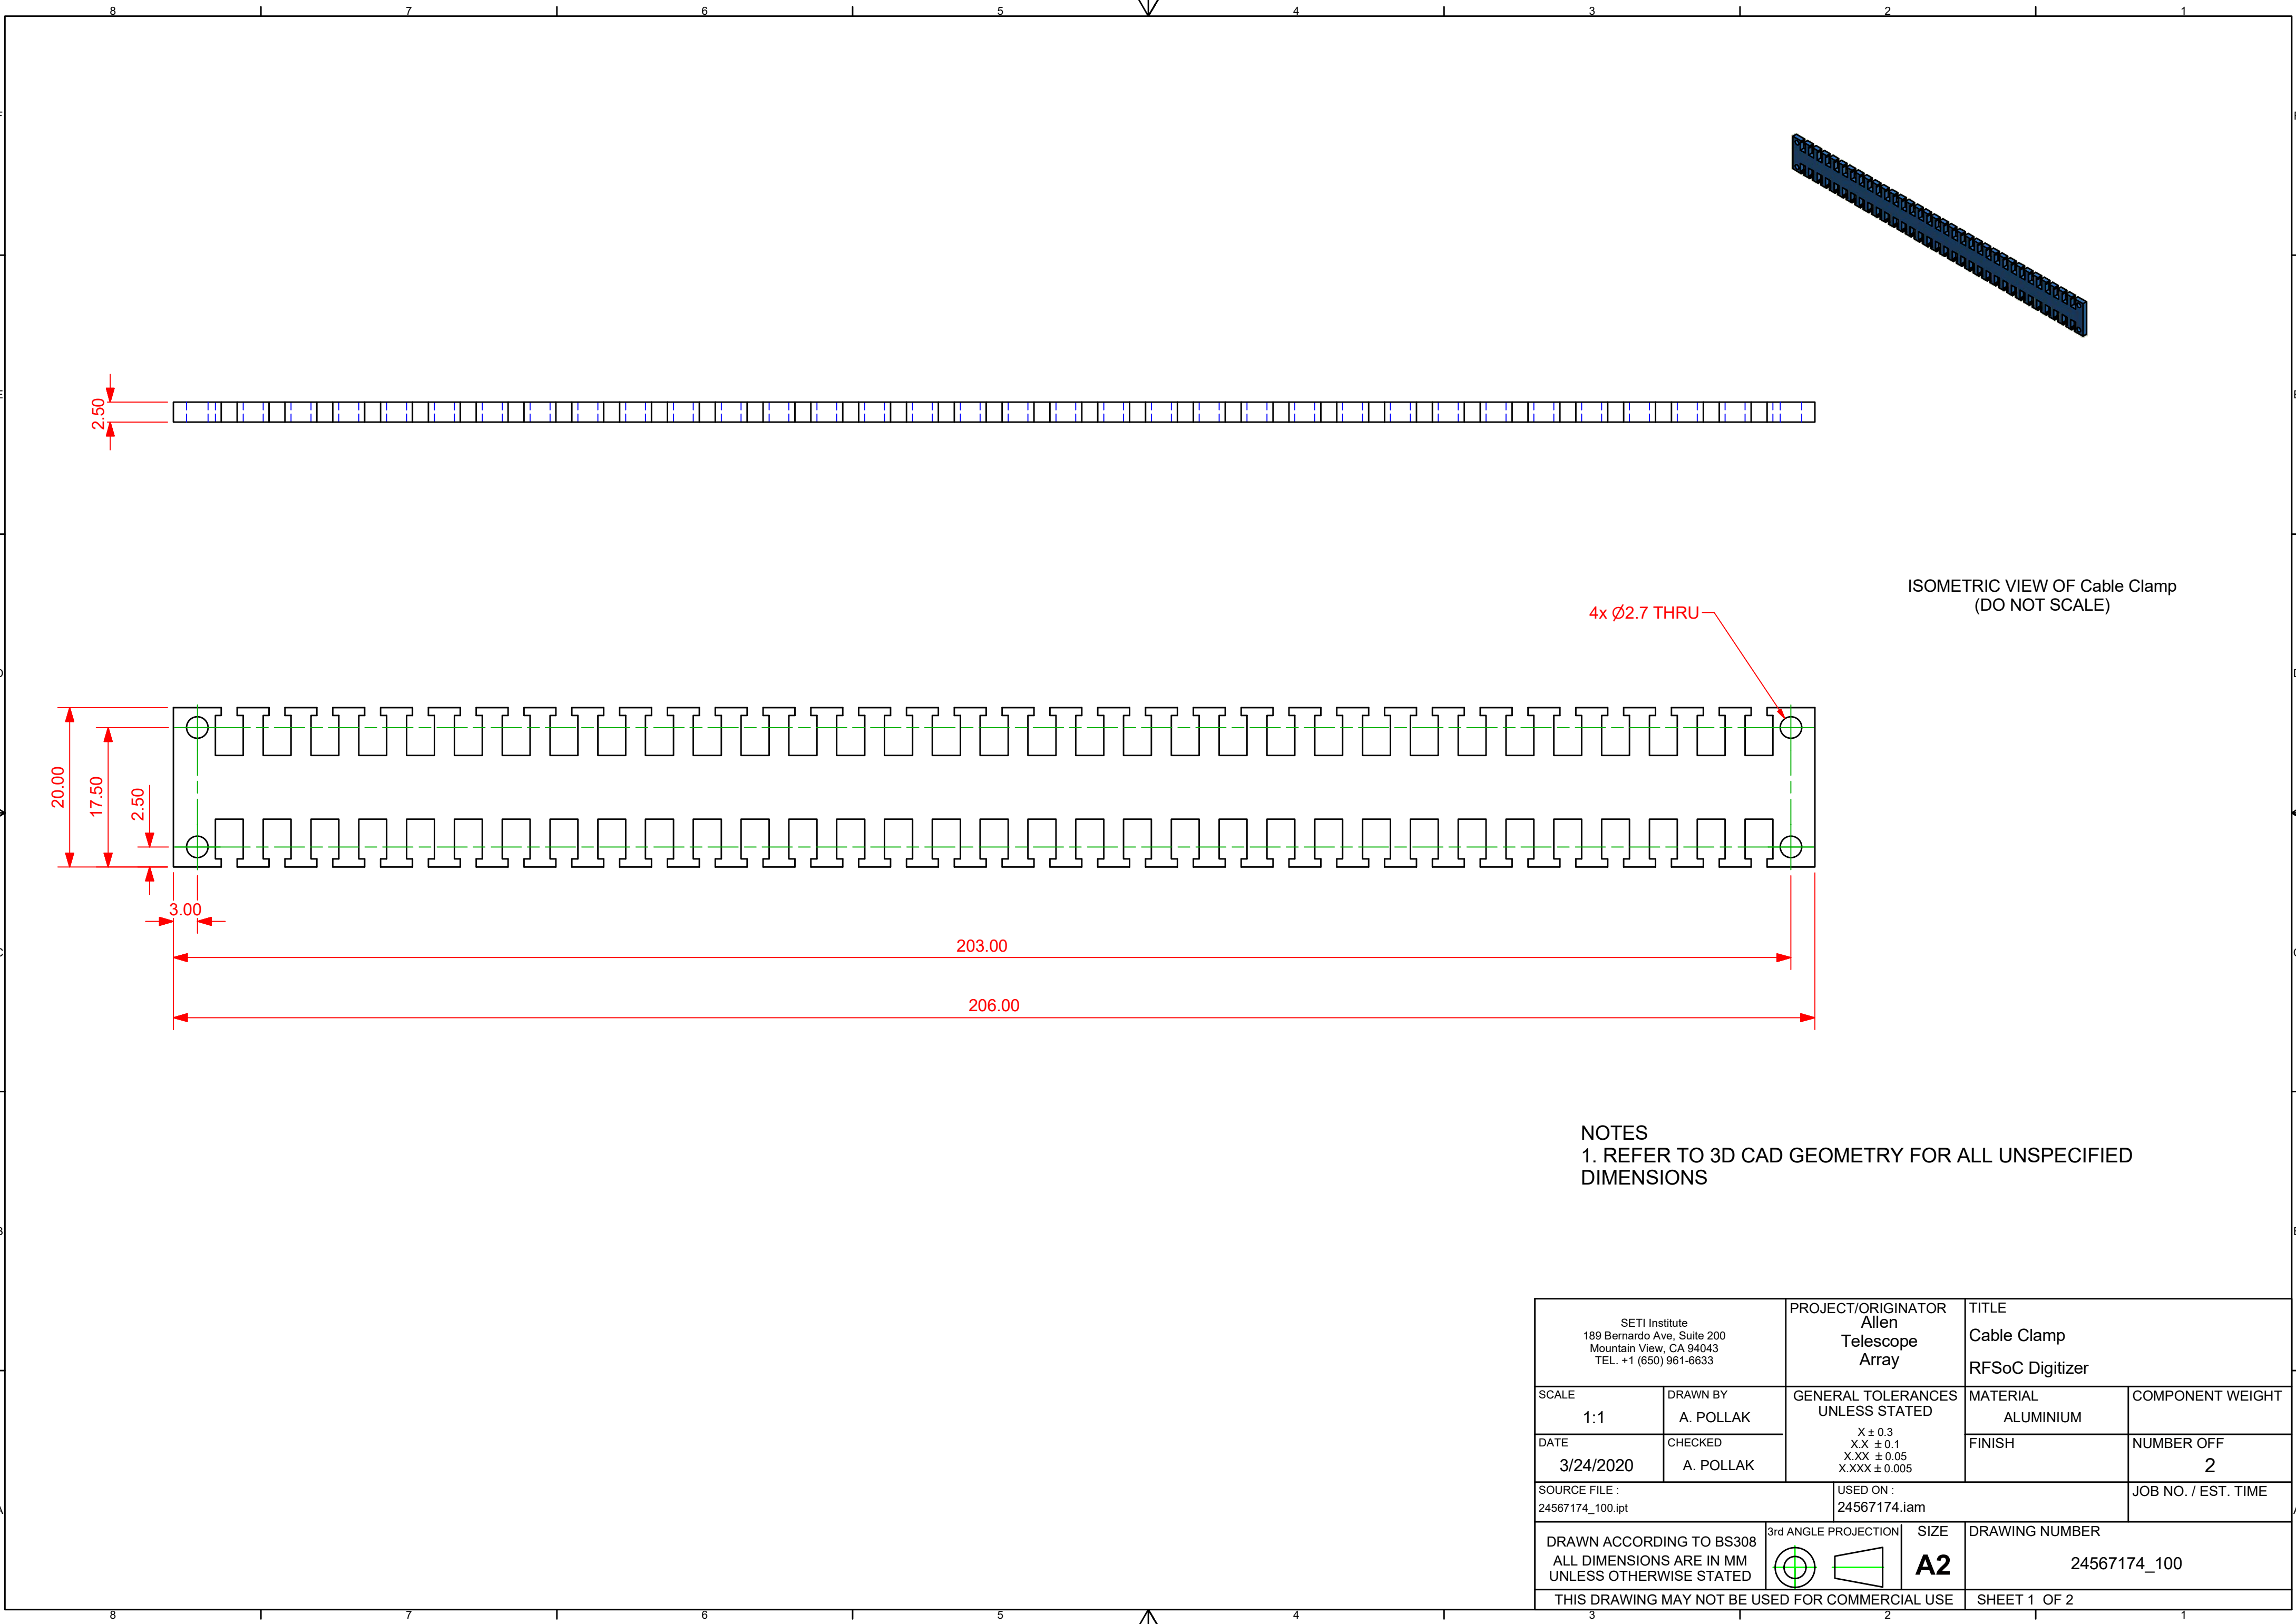 8 7 6 5 4 3 2 1
F F
E E
D D
C C
B B
A A
2.50
ISOMETRIC VIEW OF Cable Clamp
(DO NOT SCALE)
4x Ø2.7 THRU
20.00
17.50
2.50
3.00
203.00
206.00
NOTES
1. REFER TO 3D CAD GEOMETRY FOR ALL UNSPECIFIED
DIMENSIONS
SETI Institute
189 Bernardo Ave, Suite 200
Mountain View, CA 94043
TEL. +1 (650) 961-6633
PROJECT/ORIGINATOR
Allen
Telescope
Array
TITLE
Cable Clamp
RFSoC Digitizer
SCALE
1:1
DRAWN BY
A. POLLAK
GENERAL TOLERANCES
UNLESS STATED
X ± 0.3
X.X ± 0.1
X.XX ± 0.05
X.XXX ± 0.005
MATERIAL
ALUMINIUM
COMPONENT WEIGHT
DATE
3/24/2020
CHECKED
A. POLLAK
FINISH
NUMBER OFF
2
SOURCE FILE :
24567174_100.ipt
USED ON :
24567174.iam
JOB NO. / EST. TIME
DRAWN ACCORDING TO BS308
ALL DIMENSIONS ARE IN MM
UNLESS OTHERWISE STATED
3rd ANGLE PROJECTION
SIZE
A2
DRAWING NUMBER
24567174_100
THIS DRAWING MAY NOT BE USED FOR COMMERCIAL USE
SHEET 1 OF 2
8 7 6 5 4 3 2 1